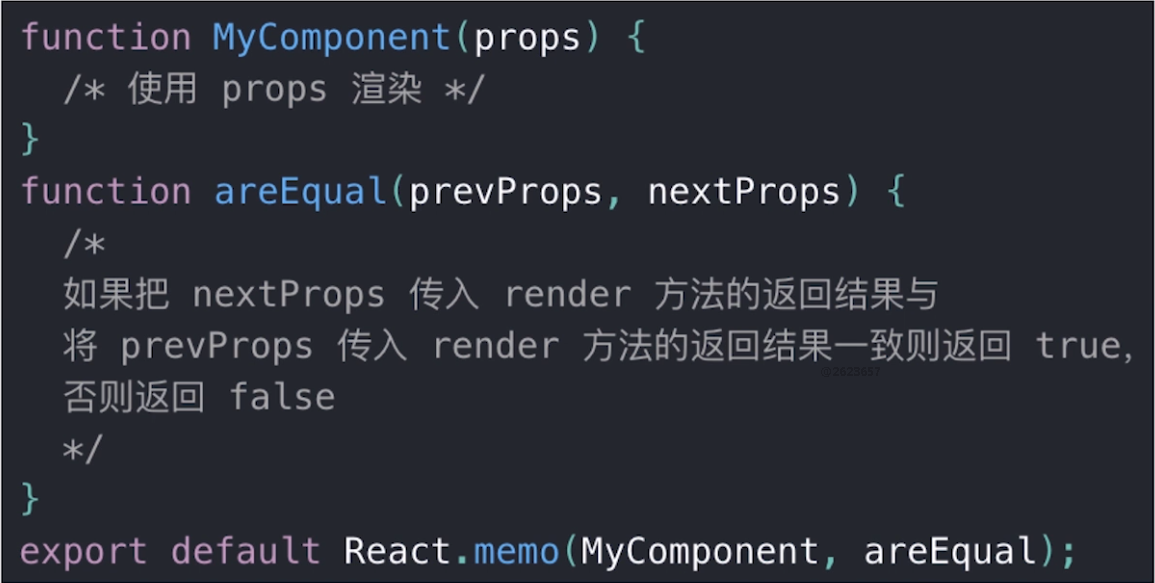 function MyComponent(props) {
/* 使用 props 渲染 */
}
function areEqual(prevProps, nextProps) {
/*
如果把 nextProps 传入 render 方法的返回结果与
将 prevProps 传入 render 方法的返回结果一致则返回 true,
@2623657
否则返回 false
*/
}
export default React.memo(MyComponent, areEqual);